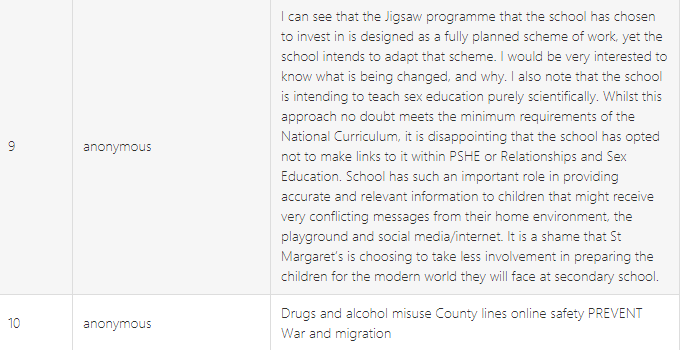 I can see that the Jigsaw programme that the school has chosen
to invest in is designed as a fully planned scheme of work, yet the
school intends to adapt that scheme. I would be very interested to
know what is being changed, and why. I also note that the school
is intending to teach sex education purely scientifically. Whilst this
approach no doubt meets the minimum requirements of the
National Curriculum, it is disappointing that the school has opted
9 anonymous not to make links to it within PSHE or Relationships and Sex
Education. School has such an important role in providing
accurate and relevant information to children that might receive
very conflicting messages from their home environment, the
playground and social media/internet. It is a shame that St
Margaret's is choosing to take less involvement in preparing the
children for the modern world they will face at secondary school.
10 anonymous Drugs and alcohol misuse County lines online safety PREVENT
War and migration